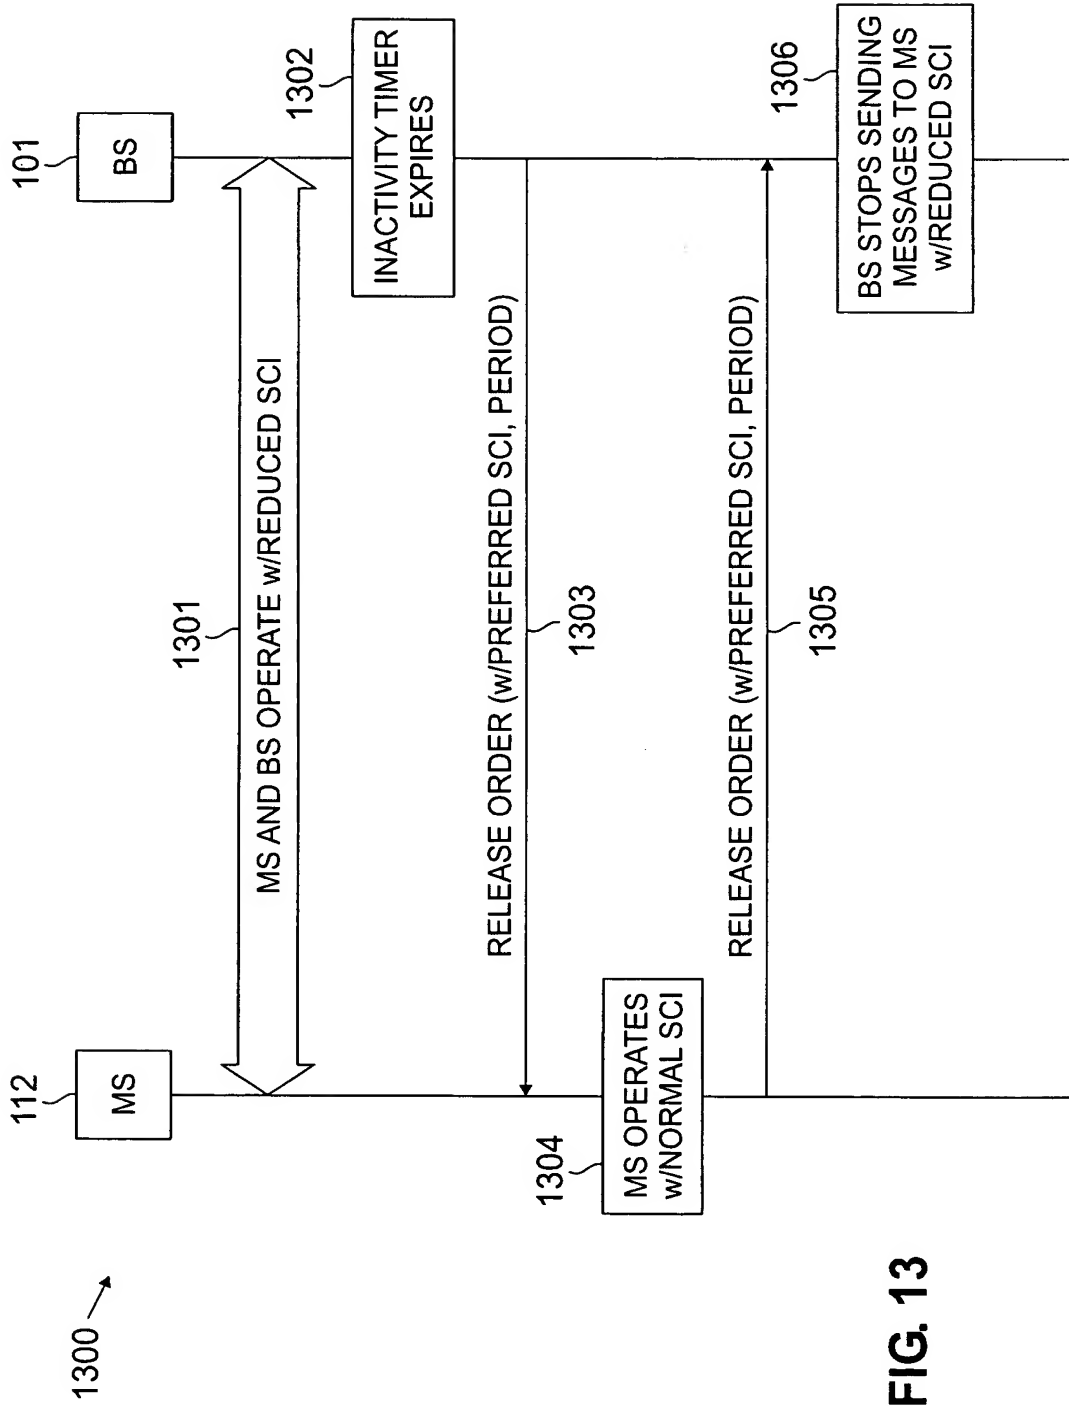 1300
112
MS
101
BS
1301
MS AND BS OPERATE w/REDUCED SCI
1302
INACTIVITY TIMER
EXPIRES
RELEASE ORDER (w/PREFERRED SCI, PERIOD)
1303
1304
MS OPERATES
w/NORMAL SCI
RELEASE ORDER (w/PREFERRED SCI, PERIOD)
1305
1306
BS STOPS SENDING
MESSAGES TO MS
w/REDUCED SCI
FIG. 13